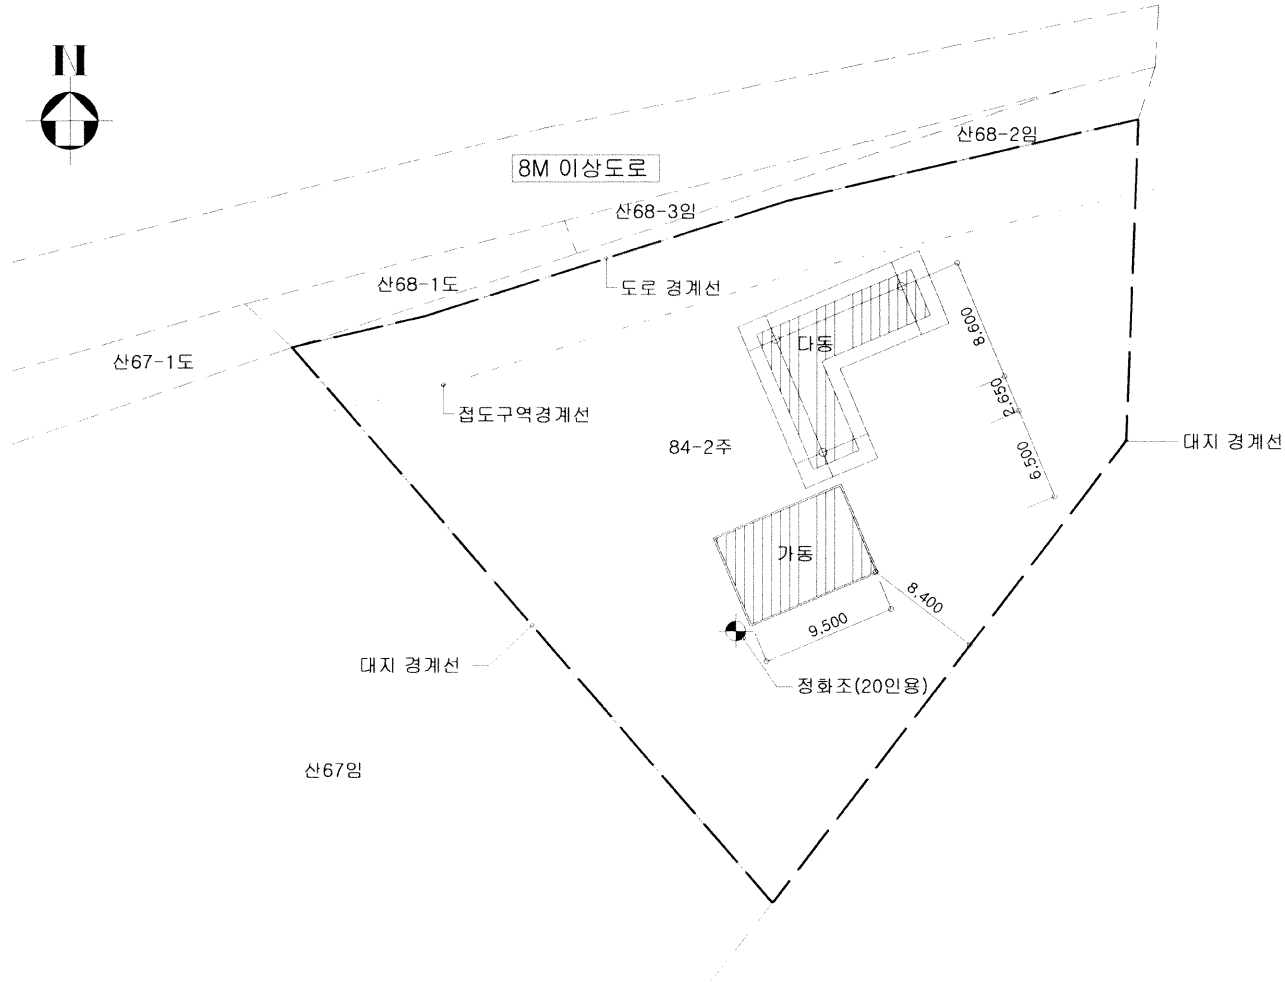 N
산68-2임
8M 이상도로
산68-3임
산68-1도
도로 경계선
산67-1도
다동
8,600
2,650
6,500
접도구역경계선
84-2주
대지 경계선
가동
8,400
9,500
대지 경계선
정화조(20인용)
산67임